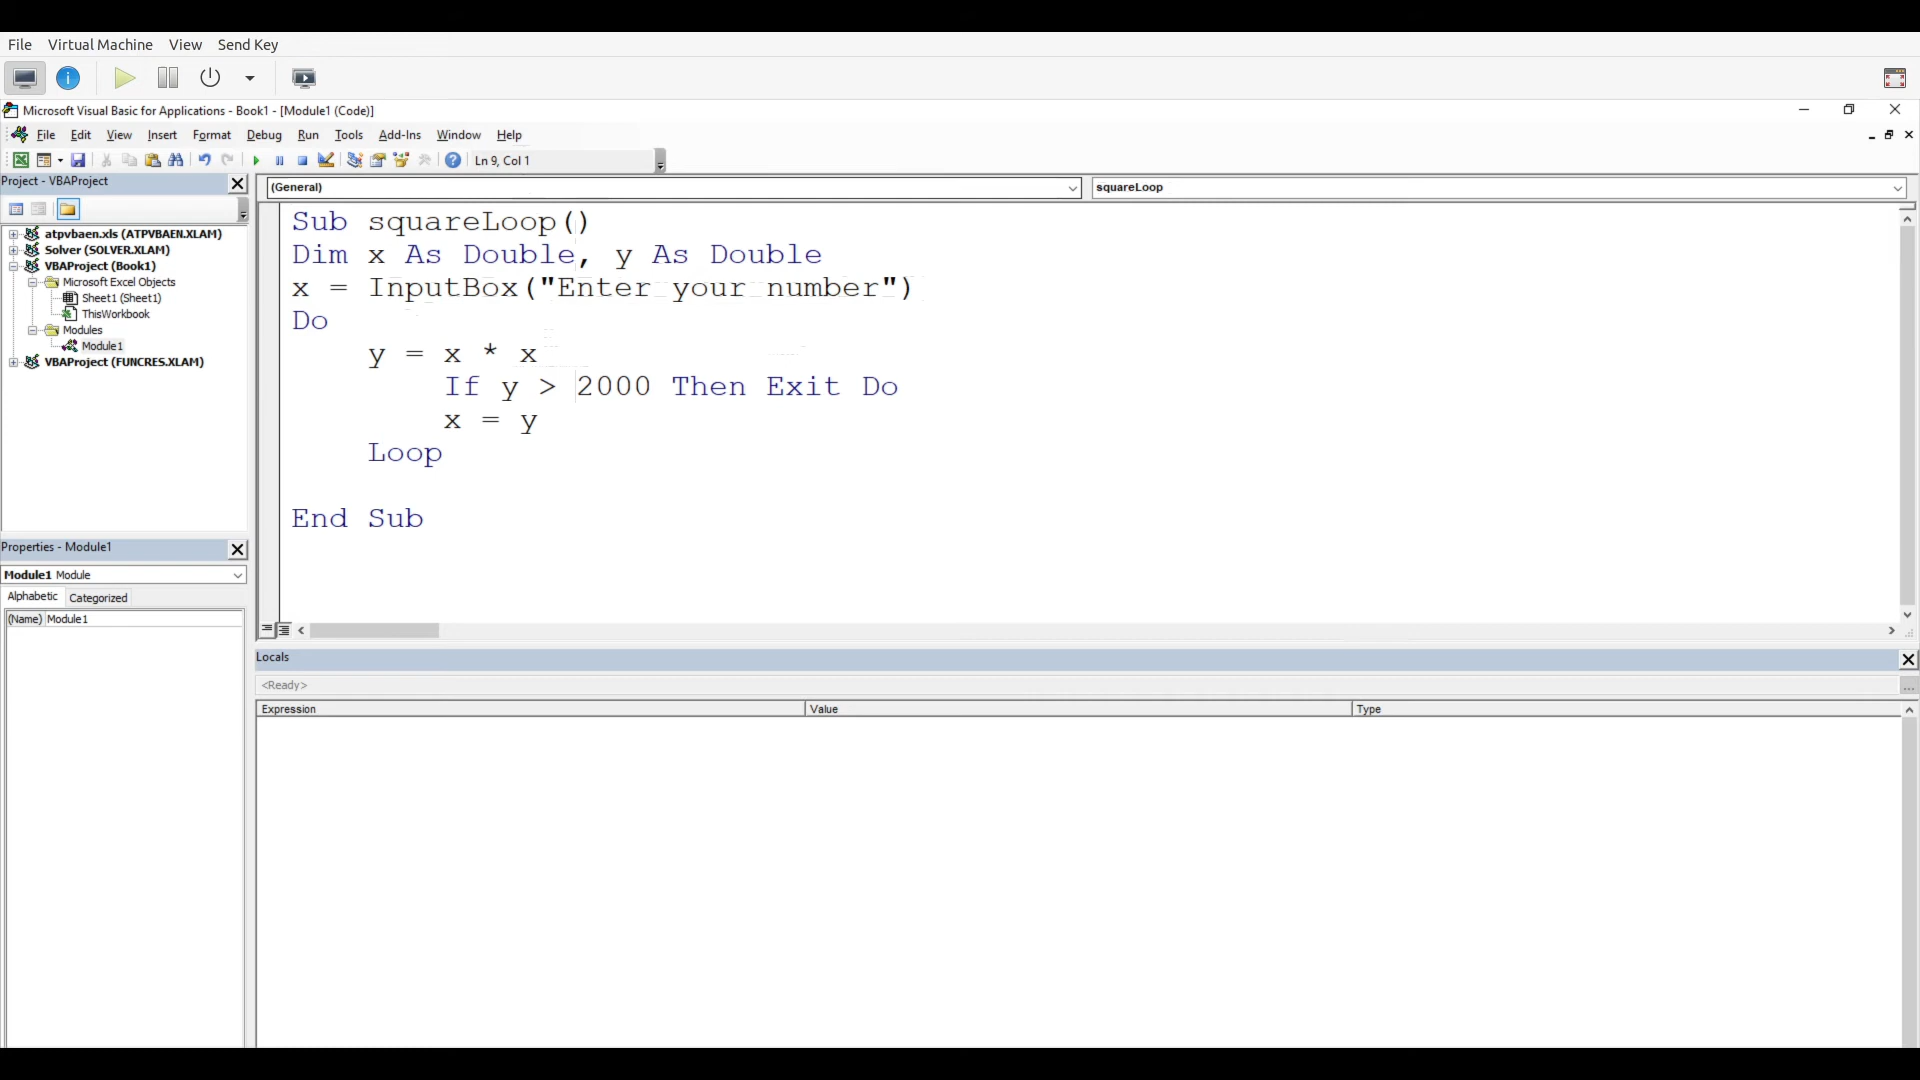 File Virtual Machine View Send Key
Microsoft Visual Basic for Applications - Book1 - [Module1 (Code)]
File Edit View Insert Format Debug Run Tools Add-Ins Window Help
Ln 9, Col 1
Project - VBAProject
(General)
squareLoop
atpvbaen.xls (ATPVBAEN.XLAM)
Solver (SOLVER.XLAM)
VBAProject (Book1)
Microsoft Excel Objects
Sheet1 (Sheet1)
ThisWorkbook
Modules
Module1
VBAProject (FUNCRES.XLAM)
Sub squareLoop()
Dim x As Double, y As Double
x = InputBox("Enter your number")
Do
y = x * x
If y > 2000 Then Exit Do
x = y
Loop
End Sub
Properties - Module1
Module1 Module
Alphabetic Categorized
(Name) Module1
Locals
<Ready>
Expression Value Type